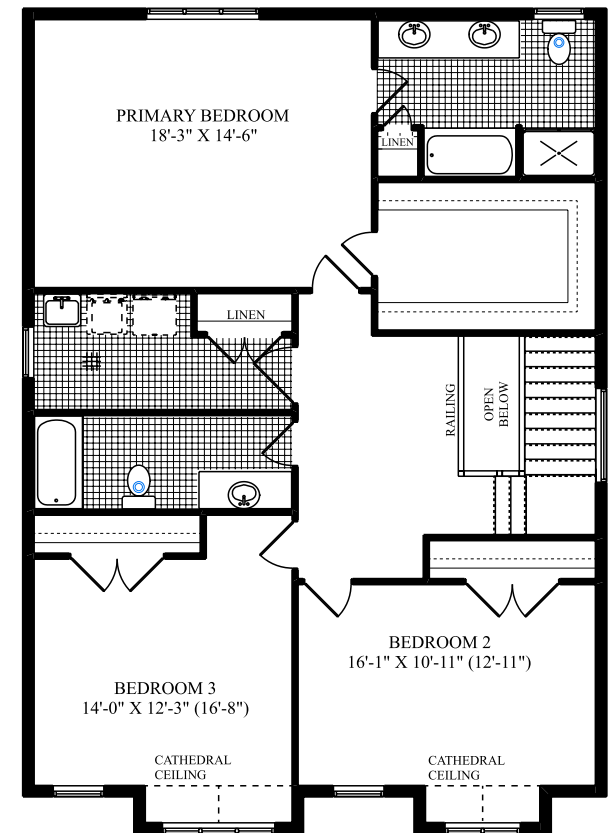 PRIMARY BEDROOM
18'-3" X 14'-6"
LINEN
LINEN
RAILING
OPEN
BELOW
BEDROOM 2
16'-1" X 10'-11" (12'-11")
BEDROOM 3
14'-0" X 12'-3" (16'-8")
CATHEDRAL
CEILING
CATHEDRAL
CEILING